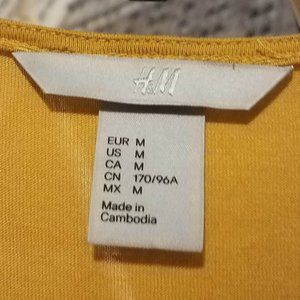 H&M
EUR M
US M
CA M
CN 170/96A
MX M
Made in
Cambodia